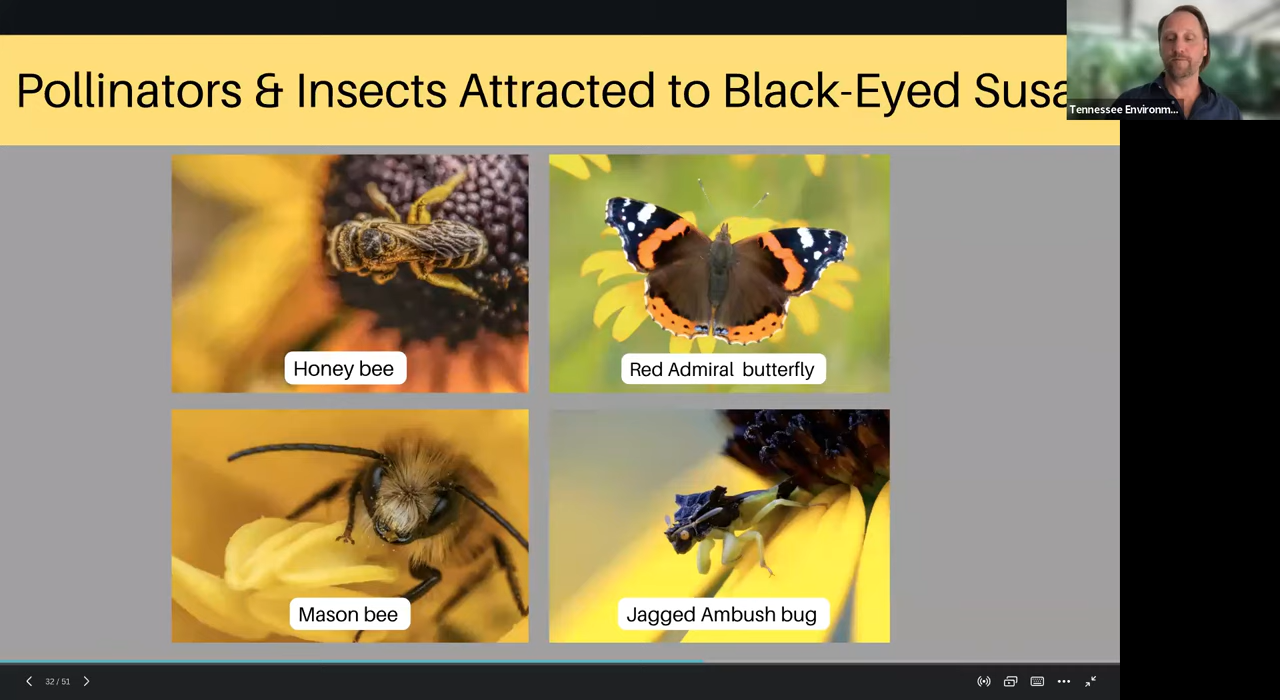 Pollinators & Insects Attracted to Black-Eyed Susa
Tennessee Environm...
Honey bee
Red Admiral butterfly
Mason bee
Jagged Ambush bug
32 / 51